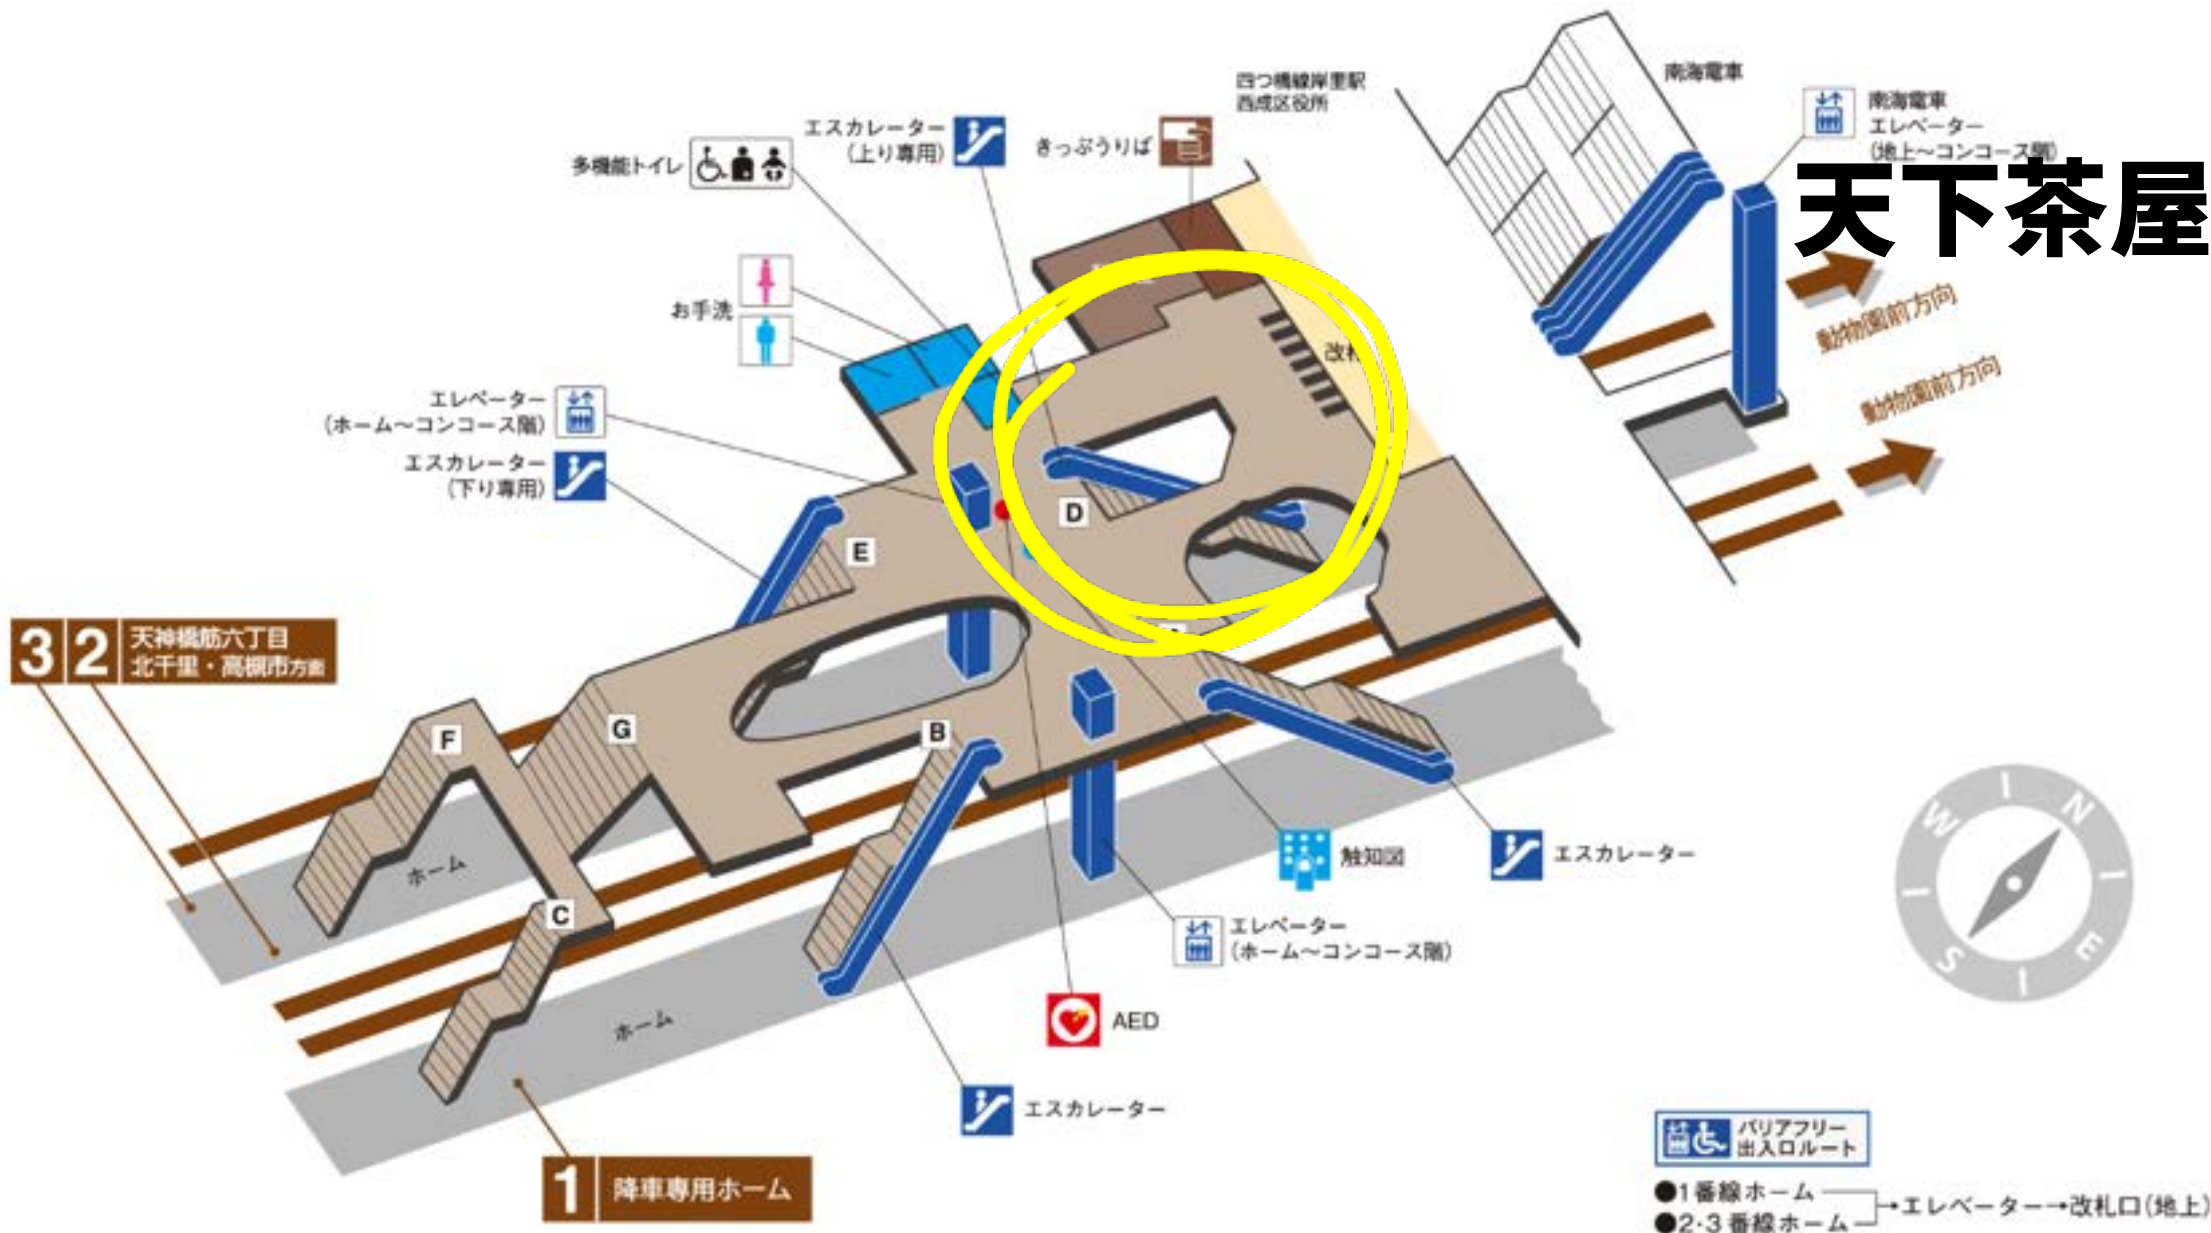 四つ橋線岸里駅
西成区役所
南海電車
南海電車
エレベーター
(地上～コンコース階)
天下茶屋
エスカレーター
(上り専用)
きっぷうりば
多機能トイレ
お手洗
改札
動物園前方向
動物園前方向
エレベーター
(ホーム～コンコース階)
エスカレーター
(下り専用)
D
E
3 2 天神橋筋六丁目
北千里・高槻市方面
F
G
B
C
ホーム
ホーム
触知図
エスカレーター
エレベーター
(ホーム～コンコース階)
AED
エスカレーター
1 降車専用ホーム
W
N
S
E
バリアフリー
出入口ルート
●1番線ホーム
●2・3番線ホーム
→エレベーター→改札口(地上)